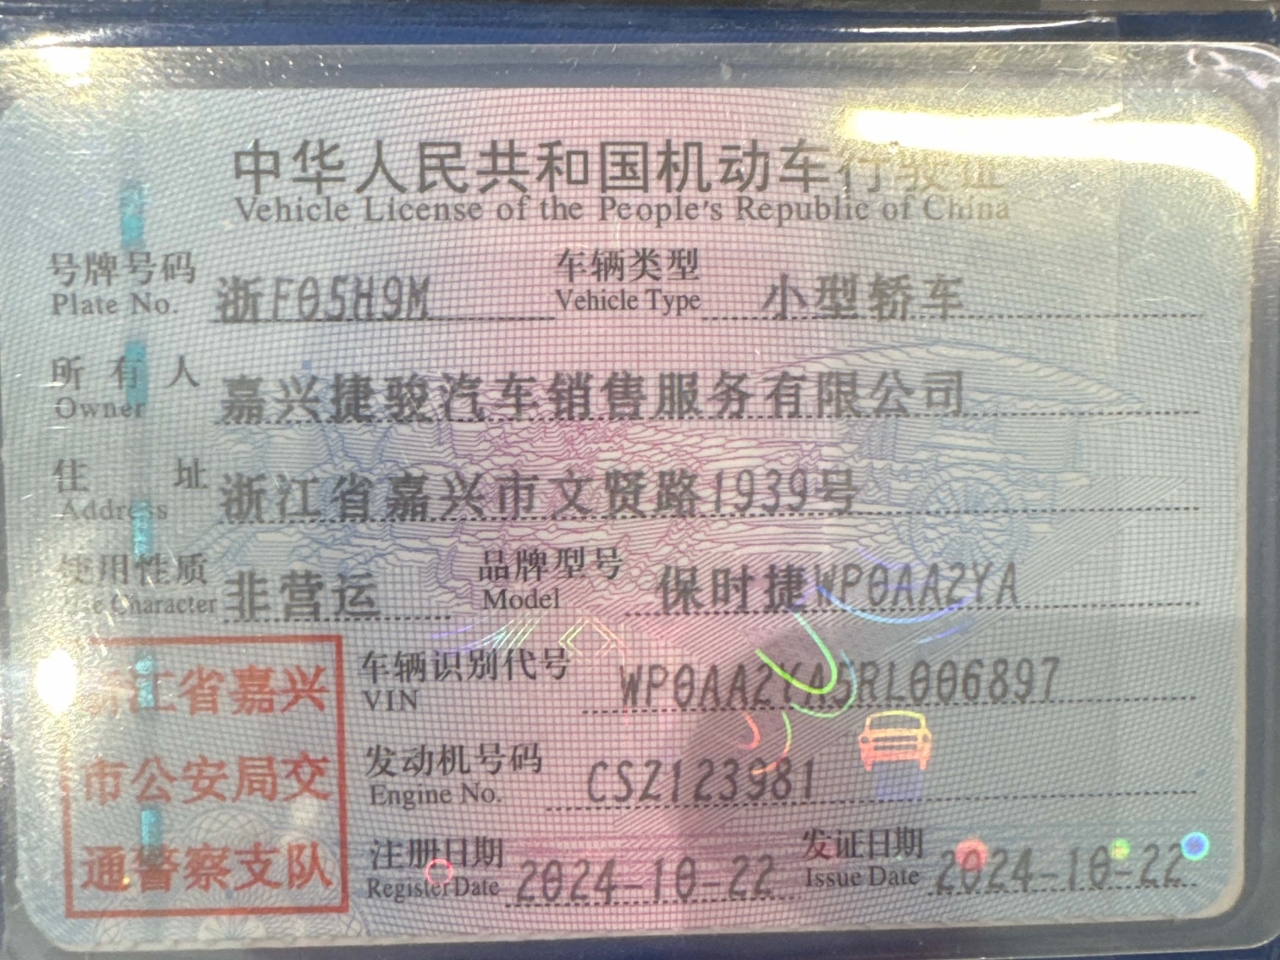 中华人民共和国机动车行驶证
Vehicle License of the People's Republic of China
号牌号码 浙F05H9M 车辆类型 小型轿车
Plate No. Vehicle Type
所有人 嘉兴捷骏汽车销售服务有限公司
Owner
住址 浙江省嘉兴市文贤路1939号
Address
使用性质 非营运 品牌型号 保时捷WP0AA2YA
Use Character Model
车辆识别代号 WP0AA2YA5RL006897
VIN
发动机号码 CSZ123981
Engine No.
注册日期 2024-10-22 发证日期 2024-10-22
Register Date Issue Date
浙江省嘉兴
市公安局交
通警察支队